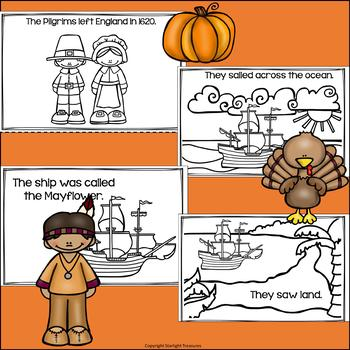 The Pilgrims left England in 1620.
They sailed across the ocean.
The ship was called
the Mayflower.
They saw land.
Copyright Starlight Treasures